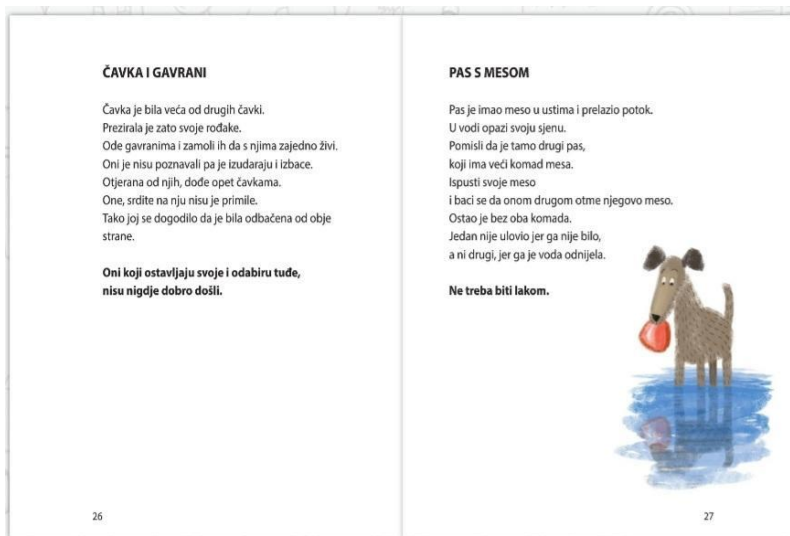 ČAVKA I GAVRANI
Čavka je bila veća od drugih čavki.
Prezirala je zato svoje rođake.
Ode gavranima i zamoli ih da s njima zajedno živi.
Oni je nisu poznavali pa je izudaraju i izbace.
Otjerana od njih, dođe opet čavkama.
One, srdite na nju nisu je primile.
Tako joj se dogodilo da je bila odbačena od obje
strane.
Oni koji ostavljaju svoje i odabiru tuđe,
nisu nigdje dobro došli.
26
PAS S MESOM
Pas je imao meso u ustima i prelazio potok.
U vodi opazi svoju sjenu.
Pomisli da je tamo drugi pas,
koji ima veći komad mesa.
Ispusti svoje meso
i baci se da onom drugom otme njegovo meso.
Ostao je bez oba komada.
Jedan nije ulovio jer ga nije bilo,
a ni drugi, jer ga je voda odnijela.
Ne treba biti lakom.
27